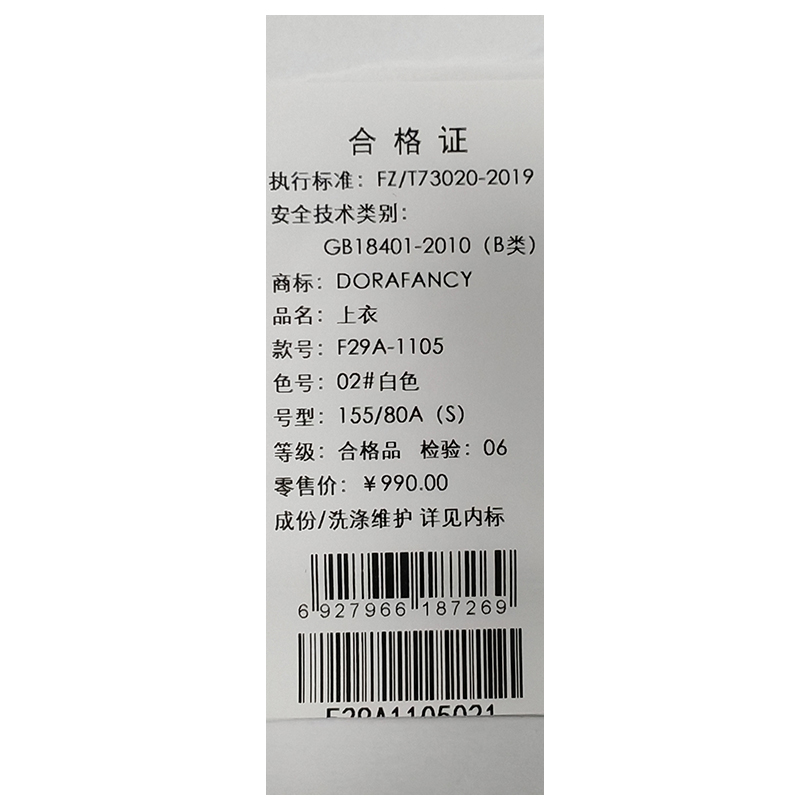 合格证
执行标准：FZ/T73020-2019
安全技术类别：
GB18401-2010（B类）
商标：DORAFANCY
品名：上衣
款号：F29A-1105
色号：02#白色
号型：155/80A（S）
等级：合格品 检验：06
零售价：￥990.00
成份/洗涤维护 详见内标
6 927966 187269
F29A1105021